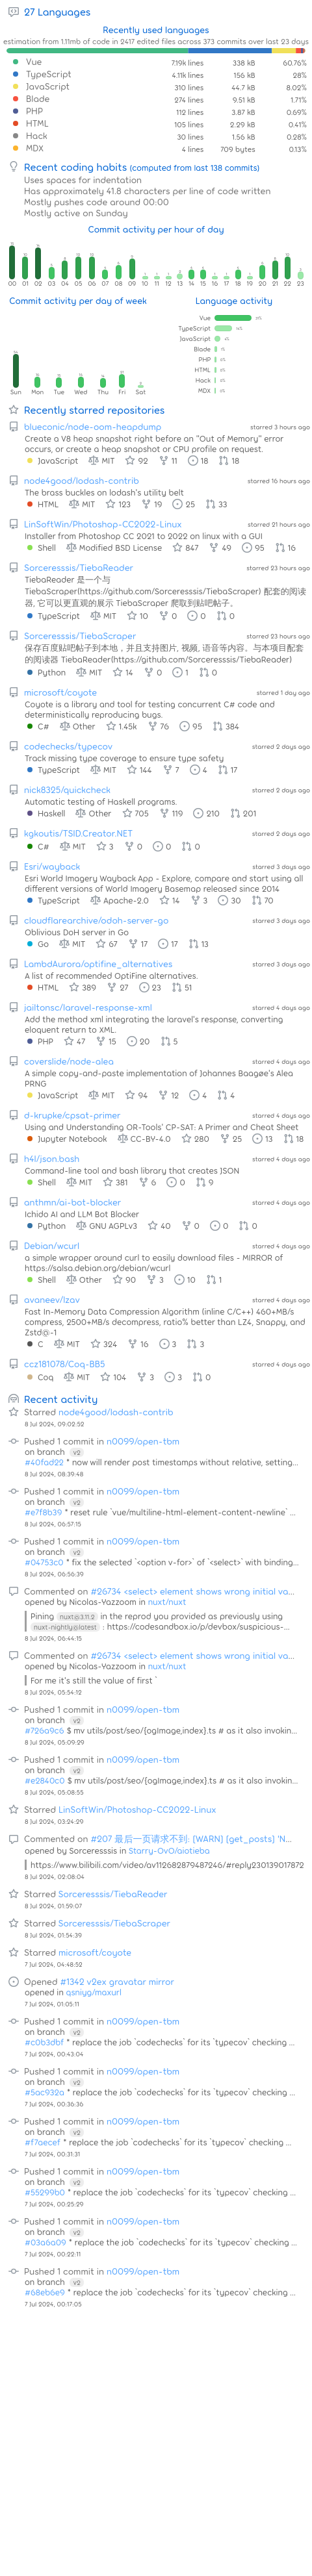 27 Languages
Recently used languages
estimation from 1.11mb of code in 2417 edited files across 373 commits over last 23 days
Vue 7.19k lines 338 kB 60.76%
TypeScript 4.11k lines 156 kB 28%
JavaScript 310 lines 44.7 kB 8.02%
Blade 274 lines 9.51 kB 1.71%
PHP 112 lines 3.87 kB 0.69%
HTML 105 lines 2.29 kB 0.41%
Hack 30 lines 1.56 kB 0.28%
MDX 4 lines 709 bytes 0.13%
Recent coding habits (computed from last 138 commits)
Uses spaces for indentation
Has approximately 41.8 characters per line of code written
Mostly pushes code around 00:00
Mostly active on Sunday
Commit activity per hour of day
00 01 02 03 04 05 06 07 08 09 10 11 12 13 14 15 16 17 18 19 20 21 22 23
Commit activity per day of week
Sun Mon Tue Wed Thu Fri Sat
Language activity
Vue
TypeScript
JavaScript
Blade
PHP
HTML
Hack
MDX
Recently starred repositories
blueconic/node-oom-heapdump starred 3 hours ago
Create a V8 heap snapshot right before an "Out of Memory" error
occurs, or create a heap snapshot or CPU profile on request.
JavaScript MIT 92 11 18 18
node4good/lodash-contrib starred 16 hours ago
The brass buckles on lodash's utility belt
HTML MIT 123 19 25 33
LinSoftWin/Photoshop-CC2022-Linux starred 21 hours ago
Installer from Photoshop CC 2021 to 2022 on linux with a GUI
Shell Modified BSD License 847 49 95 16
Sorceresssis/TiebaReader starred 23 hours ago
TiebaReader 是一个与
TiebaScraper(https://github.com/Sorceresssis/TiebaScraper) 配套的阅读
器, 它可以更直观的展示 TiebaScraper 爬取到贴吧帖子。
TypeScript MIT 10 0 0 0
Sorceresssis/TiebaScraper starred 23 hours ago
保存百度贴吧帖子到本地，并且支持图片, 视频, 语音等内容。与本项目配套
的阅读器 TiebaReader(https://github.com/Sorceresssis/TiebaReader)
Python MIT 14 0 1 0
microsoft/coyote starred 1 day ago
Coyote is a library and tool for testing concurrent C# code and
deterministically reproducing bugs.
C# Other 1.45k 76 95 384
codechecks/typecov starred 2 days ago
Track missing type coverage to ensure type safety
TypeScript MIT 144 7 4 17
nick8325/quickcheck starred 2 days ago
Automatic testing of Haskell programs.
Haskell Other 705 119 210 201
kgkoutis/TSID.Creator.NET starred 2 days ago
C# MIT 3 0 0 0
Esri/wayback starred 3 days ago
Esri World Imagery Wayback App - Explore, compare and start using all
different versions of World Imagery Basemap released since 2014
TypeScript Apache-2.0 14 3 30 70
cloudflarearchive/odoh-server-go starred 3 days ago
Oblivious DoH server in Go
Go MIT 67 17 17 13
LambdAurora/optifine_alternatives starred 3 days ago
A list of recommended OptiFine alternatives.
HTML 389 27 23 51
jailtonsc/laravel-response-xml starred 4 days ago
Add the method xml integrating the laravel's response, converting
eloquent return to XML.
PHP 47 15 20 5
coverslide/node-alea starred 4 days ago
A simple copy-and-paste implementation of Johannes Baagøe's Alea
PRNG
JavaScript MIT 94 12 4 4
d-krupke/cpsat-primer starred 4 days ago
Using and Understanding OR-Tools' CP-SAT: A Primer and Cheat Sheet
Jupyter Notebook CC-BY-4.0 280 25 13 18
h4l/json.bash starred 4 days ago
Command-line tool and bash library that creates JSON
Shell MIT 381 6 0 9
anthmn/ai-bot-blocker starred 4 days ago
Ichido AI and LLM Bot Blocker
Python GNU AGPLv3 40 0 0 0
Debian/wcurl starred 4 days ago
a simple wrapper around curl to easily download files - MIRROR of
https://salsa.debian.org/debian/wcurl
Shell Other 90 3 10 1
avaneev/lzav starred 4 days ago
Fast In-Memory Data Compression Algorithm (inline C/C++) 460+MB/s
compress, 2500+MB/s decompress, ratio% better than LZ4, Snappy, and
Zstd@-1
C MIT 324 16 3 3
ccz181078/Coq-BB5 starred 4 days ago
Coq MIT 104 3 3 0
Recent activity
Starred node4good/lodash-contrib
8 Jul 2024, 09:02:52
Pushed 1 commit in n0099/open-tbm
on branch v2
#40fad22 * now will render post timestamps without relative, setting...
8 Jul 2024, 08:39:48
Pushed 1 commit in n0099/open-tbm
on branch v2
#e7f8b39 * reset rule `vue/multiline-html-element-content-newline` ...
8 Jul 2024, 06:57:15
Pushed 1 commit in n0099/open-tbm
on branch v2
#04753c0 * fix the selected `<option v-for>` of `<select>` with binding...
8 Jul 2024, 06:56:39
Commented on #26734 <select> element shows wrong initial va...
opened by Nicolas-Yazzoom in nuxt/nuxt
Pining nuxt@3.11.2 in the reprod you provided as previously using
nuxt-nightly@latest : https://codesandbox.io/p/devbox/suspicious-...
8 Jul 2024, 06:44:15
Commented on #26734 <select> element shows wrong initial va...
opened by Nicolas-Yazzoom in nuxt/nuxt
For me it's still the value of first `
8 Jul 2024, 05:54:12
Pushed 1 commit in n0099/open-tbm
on branch v2
#726a9c6 $ mv utils/post/seo/{ogImage,index}.ts # as it also invokin...
8 Jul 2024, 05:09:29
Pushed 1 commit in n0099/open-tbm
on branch v2
#e2840c0 $ mv utils/post/seo/{ogImage,index}.ts # as it also invokin...
8 Jul 2024, 05:08:55
Starred LinSoftWin/Photoshop-CC2022-Linux
8 Jul 2024, 03:24:29
Commented on #207 最后一页请求不到: (WARN) [get_posts] 'N...
opened by Sorceresssis in Starry-OvO/aiotieba
https://www.bilibili.com/video/av112682879487246/#reply230139017872
8 Jul 2024, 02:08:04
Starred Sorceresssis/TiebaReader
8 Jul 2024, 01:59:07
Starred Sorceresssis/TiebaScraper
8 Jul 2024, 01:54:39
Starred microsoft/coyote
7 Jul 2024, 04:48:52
Opened #1342 v2ex gravatar mirror
opened in qsniyg/maxurl
7 Jul 2024, 01:05:11
Pushed 1 commit in n0099/open-tbm
on branch v2
#c0b3dbf * replace the job `codechecks` for its `typecov` checking ...
7 Jul 2024, 00:43:04
Pushed 1 commit in n0099/open-tbm
on branch v2
#5ac932a * replace the job `codechecks` for its `typecov` checking ...
7 Jul 2024, 00:36:36
Pushed 1 commit in n0099/open-tbm
on branch v2
#f7aecef * replace the job `codechecks` for its `typecov` checking ...
7 Jul 2024, 00:31:31
Pushed 1 commit in n0099/open-tbm
on branch v2
#55299b0 * replace the job `codechecks` for its `typecov` checking ...
7 Jul 2024, 00:25:29
Pushed 1 commit in n0099/open-tbm
on branch v2
#03a6a09 * replace the job `codechecks` for its `typecov` checking ...
7 Jul 2024, 00:22:11
Pushed 1 commit in n0099/open-tbm
on branch v2
#68eb6e9 * replace the job `codechecks` for its `typecov` checking ...
7 Jul 2024, 00:17:05